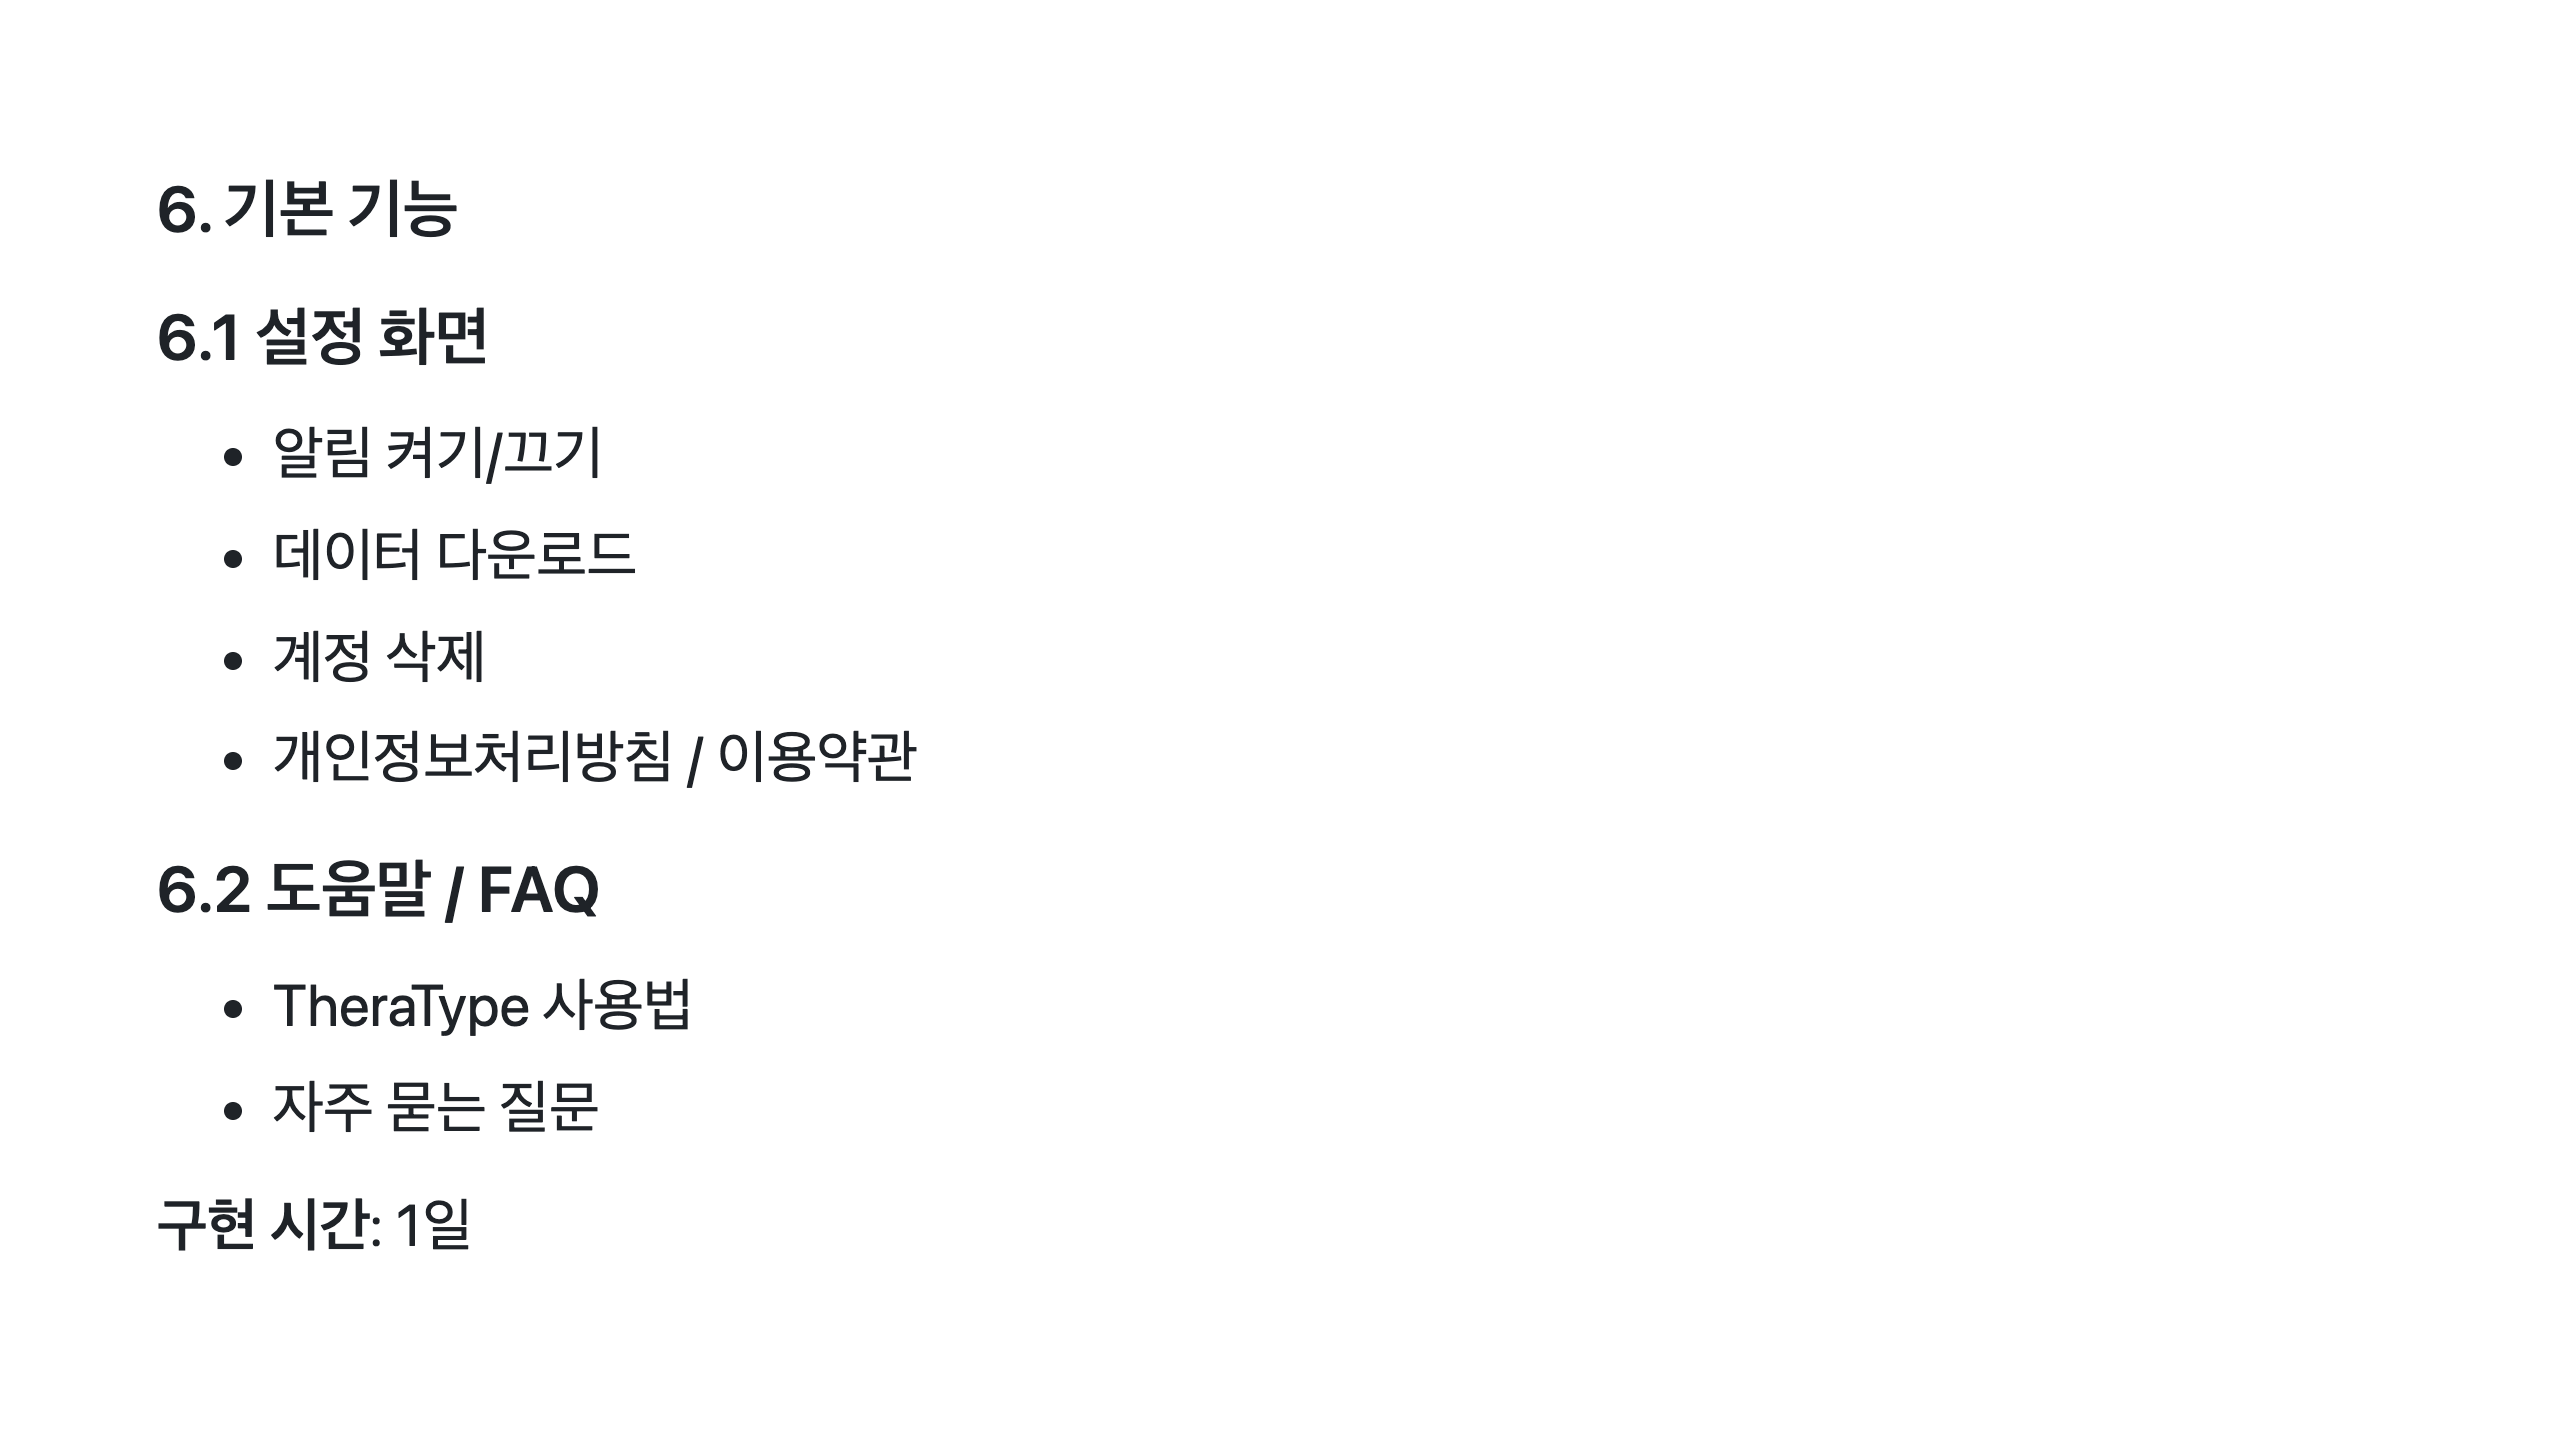 6. 기본 기능
6.1 설정 화면
• 알림 켜기/끄기
• 데이터 다운로드
• 계정 삭제
• 개인정보처리방침 / 이용약관
6.2 도움말 / FAQ
• TheraType 사용법
• 자주 묻는 질문
구현 시간: 1일